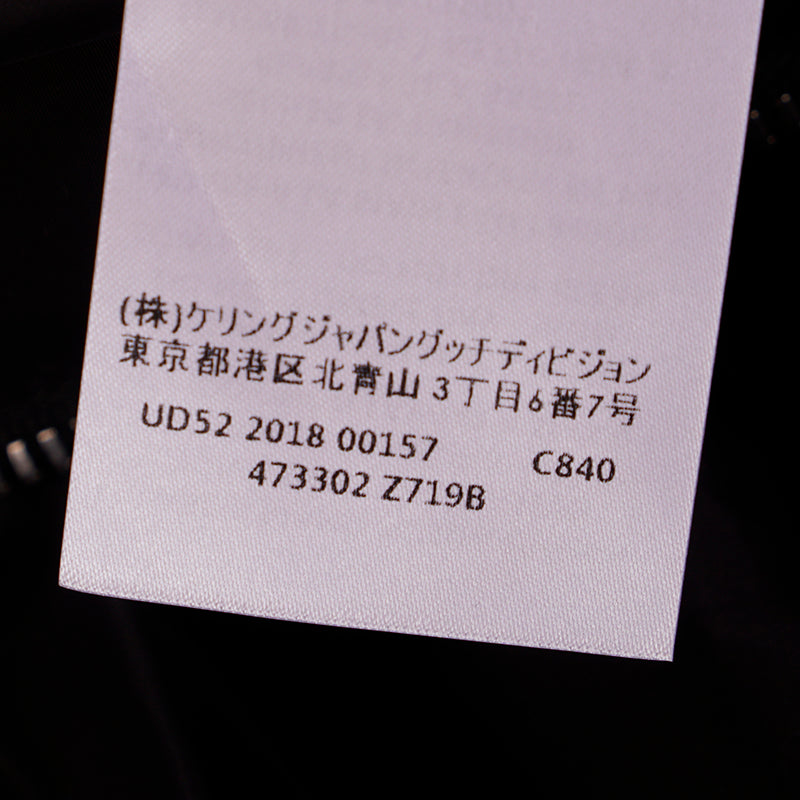 (株)ケリングジャパングッチディビジョン
東京都港区北青山3丁目6番7号
UD52 2018 00157 C840
473302 Z719B